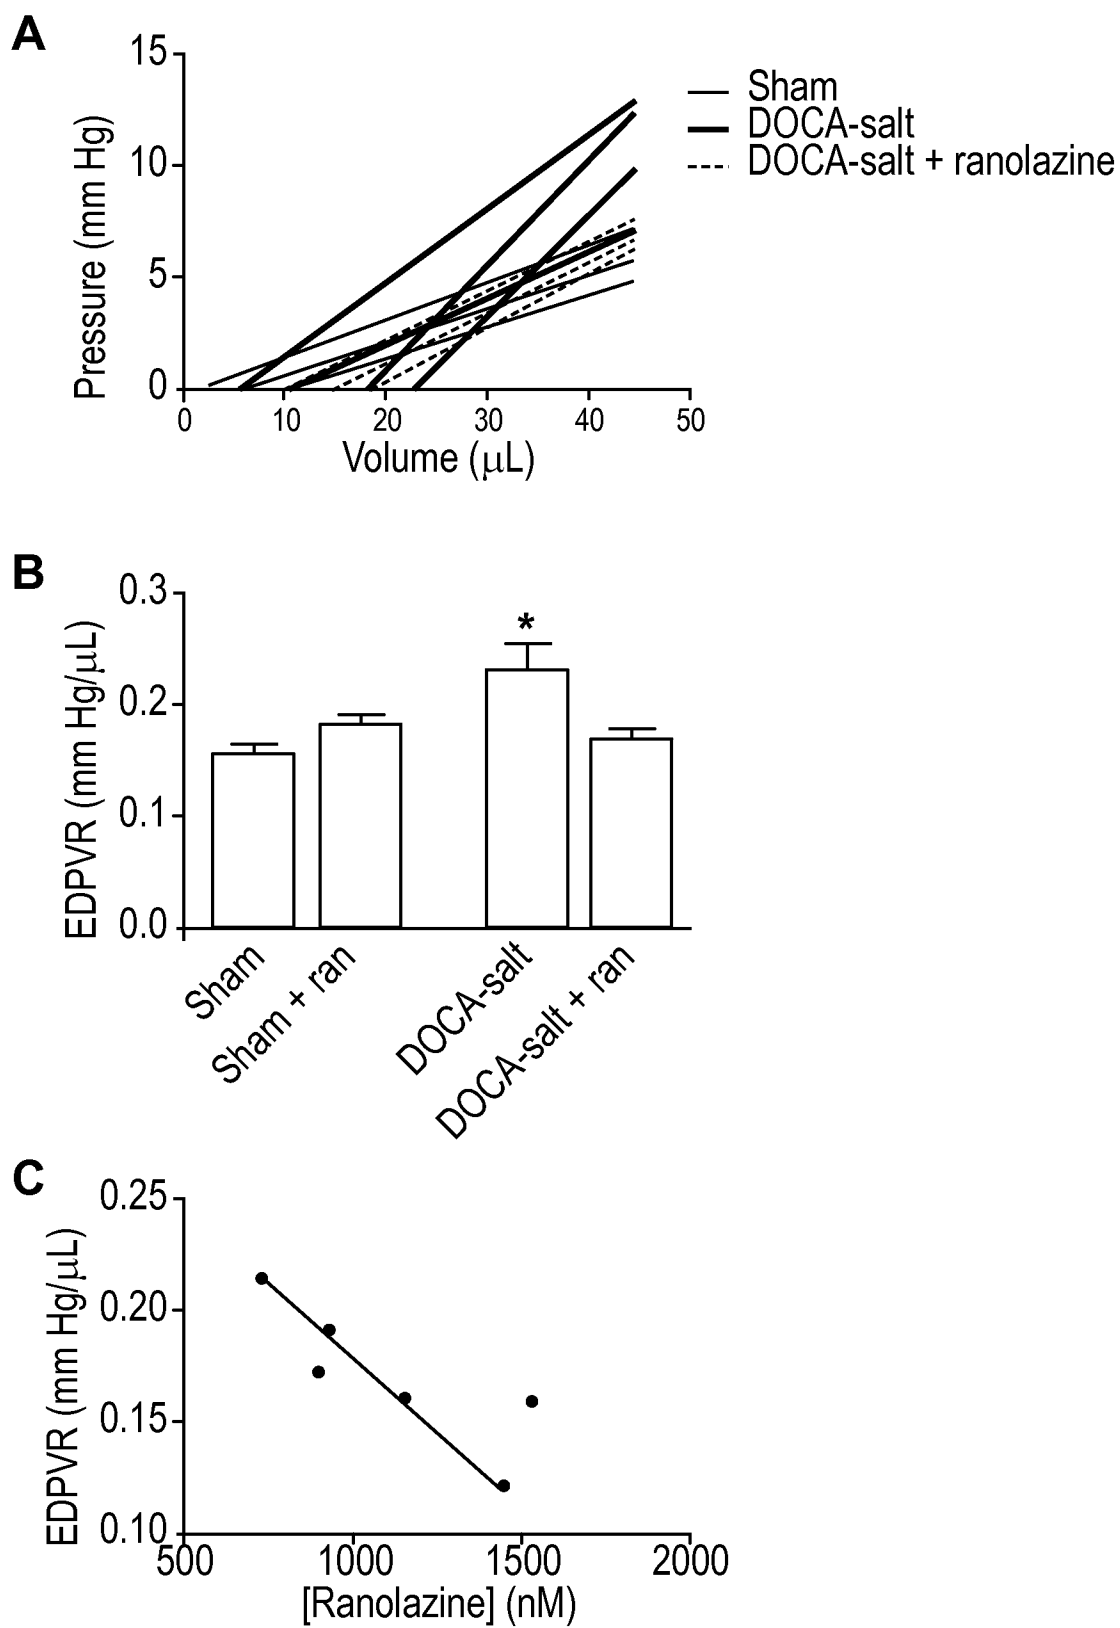 A
15
10
5
0
Pressure (mm Hg)
0 10 20 30 40 50
Volume (μL)
Sham
DOCA-salt
DOCA-salt + ranolazine
B
0.3
0.2
0.1
0.0
EDPVR (mm Hg/μL)
*
Sham
Sham + ran
DOCA-salt
DOCA-salt + ran
C
0.25
0.20
0.15
0.10
EDPVR (mm Hg/μL)
500 1000 1500 2000
[Ranolazine] (nM)